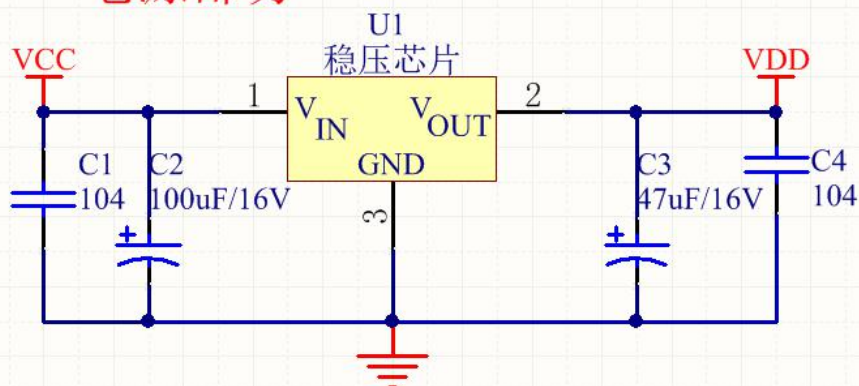 U1
稳压芯片
VCC
VDD
1
2
VIN
VOUT
GND
3
C1
104
C2
100uF/16V
C3
47uF/16V
C4
104